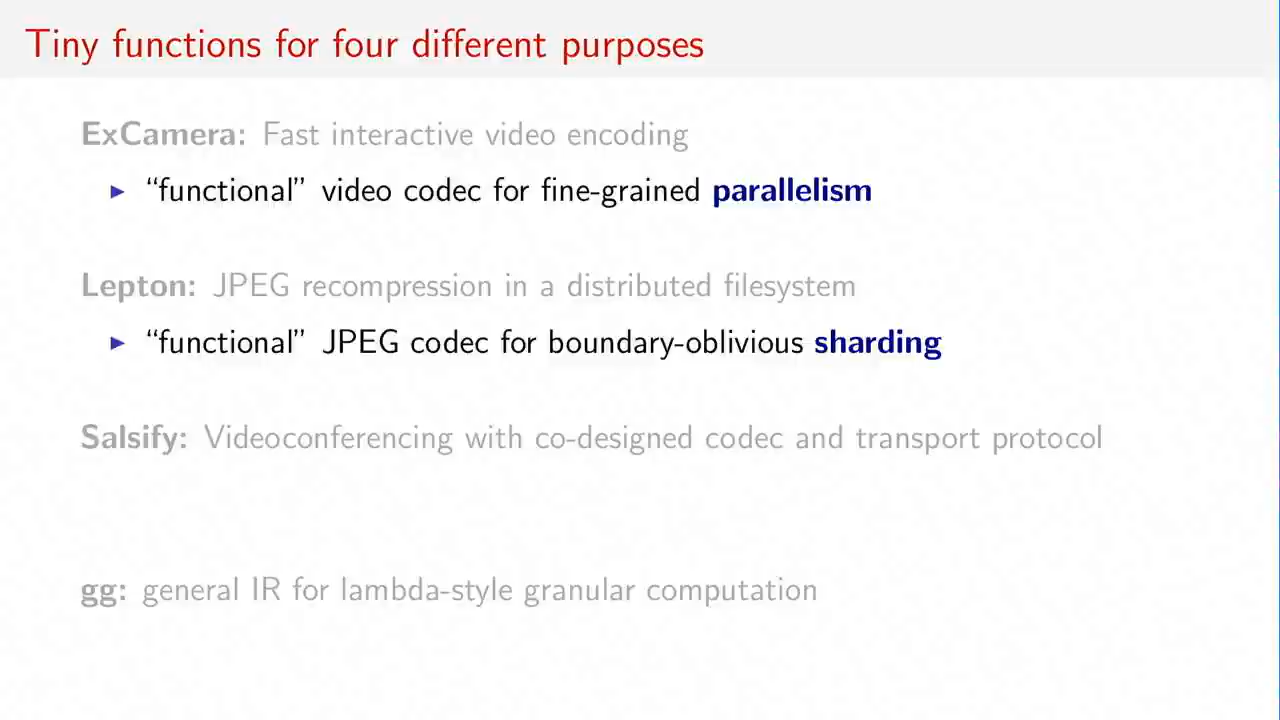 Tiny functions for four different purposes
ExCamera: Fast interactive video encoding
▶ “functional” video codec for fine-grained parallelism
Lepton: JPEG recompression in a distributed filesystem
▶ “functional” JPEG codec for boundary-oblivious sharding
Salsify: Videoconferencing with co-designed codec and transport protocol
gg: general IR for lambda-style granular computation